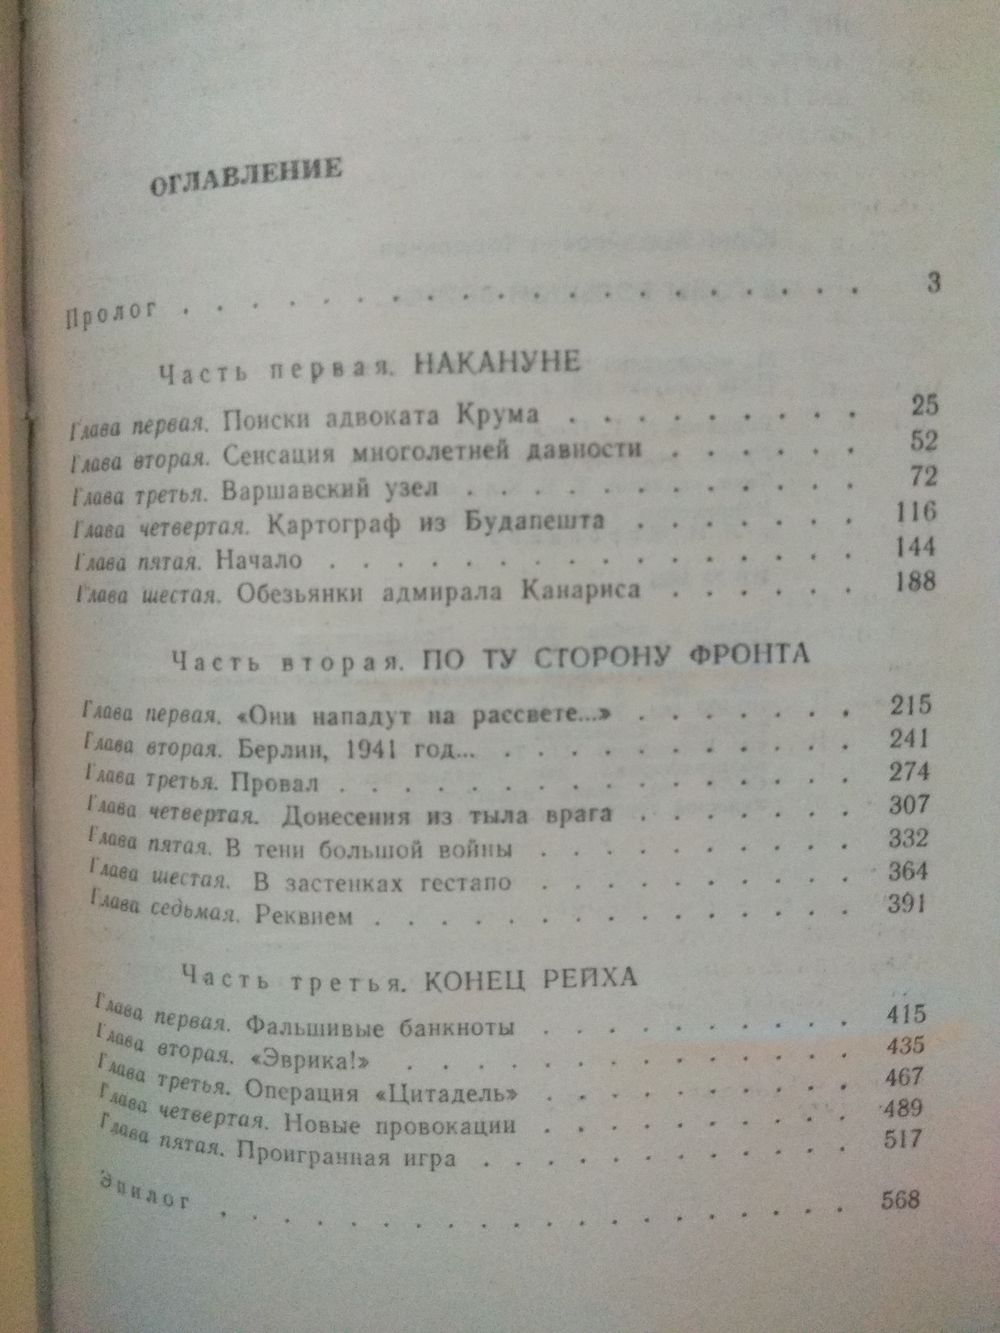 ОГЛАВЛЕНИЕ
Пролог . . . . . . . . . . . . . . . . . . 3
Часть первая. НАКАНУНЕ
Глава первая. Поиски адвоката Крума . . . . . . . . . 25
Глава вторая. Сенсация многолетней давности . . . . . . 52
Глава третья. Варшавский узел . . . . . . . . . . . . 72
Глава четвертая. Картограф из Будапешта . . . . . . . 116
Глава пятая. Начало . . . . . . . . . . . . . . . 144
Глава шестая. Обезьянки адмирала Канариса . . . . . . 188
Часть вторая. ПО ТУ СТОРОНУ ФРОНТА
Глава первая. «Они нападут на рассвете...» . . . . . . . 215
Глава вторая. Берлин, 1941 год... . . . . . . . . . . . 241
Глава третья. Провал . . . . . . . . . . . . . . . 274
Глава четвертая. Донесения из тыла врага . . . . . . . 307
Глава пятая. В тени большой войны . . . . . . . . . . 332
Глава шестая. В застенках гестапо . . . . . . . . . . 364
Глава седьмая. Реквием . . . . . . . . . . . . . . 391
Часть третья. КОНЕЦ РЕЙХА
Глава первая. Фальшивые банкноты . . . . . . . . . . 415
Глава вторая. «Эврика!» . . . . . . . . . . . . . . 435
Глава третья. Операция «Цитадель» . . . . . . . . . . 467
Глава четвертая. Новые провокации . . . . . . . . . . 489
Глава пятая. Проигранная игра . . . . . . . . . . . . 517
Эпилог . . . . . . . . . . . . . . . . . . 568